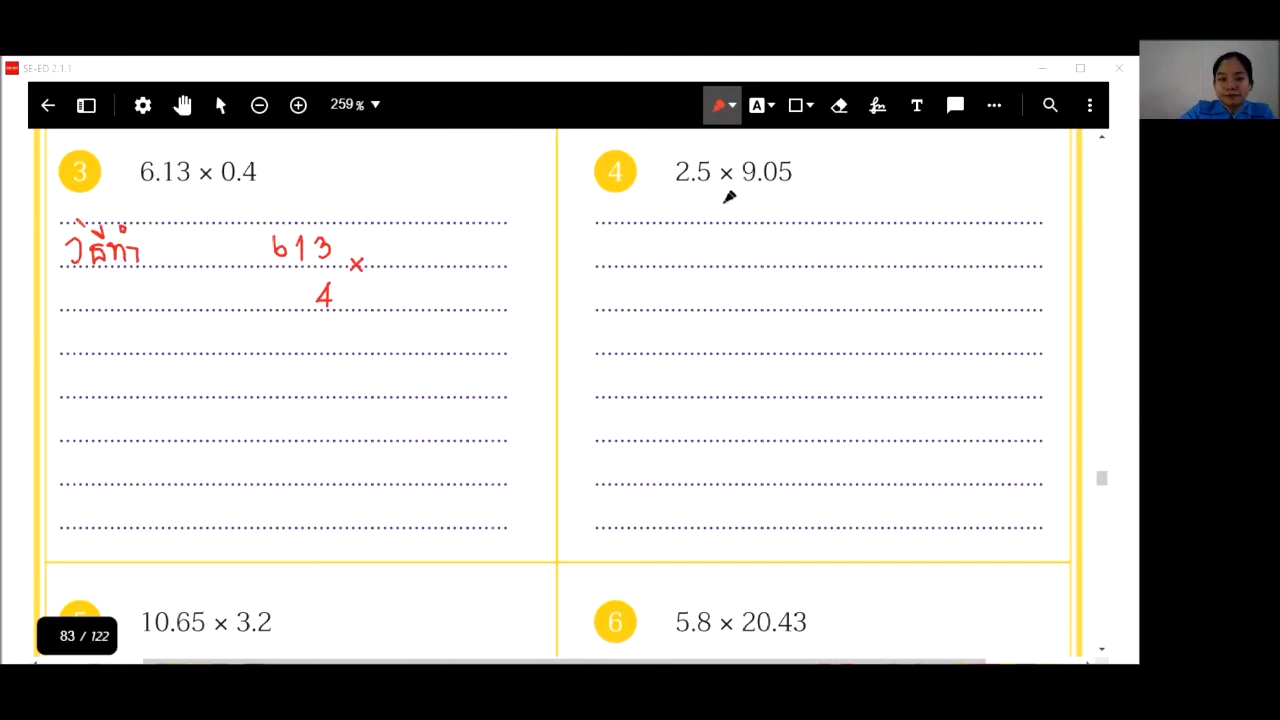 SE-ED 2.1.1
259 %
A
T
3 6.13 × 0.4
วิธีทำ 613 ×
4
4 2.5 × 9.05
10.65 × 3.2
6 5.8 × 20.43
83 / 122